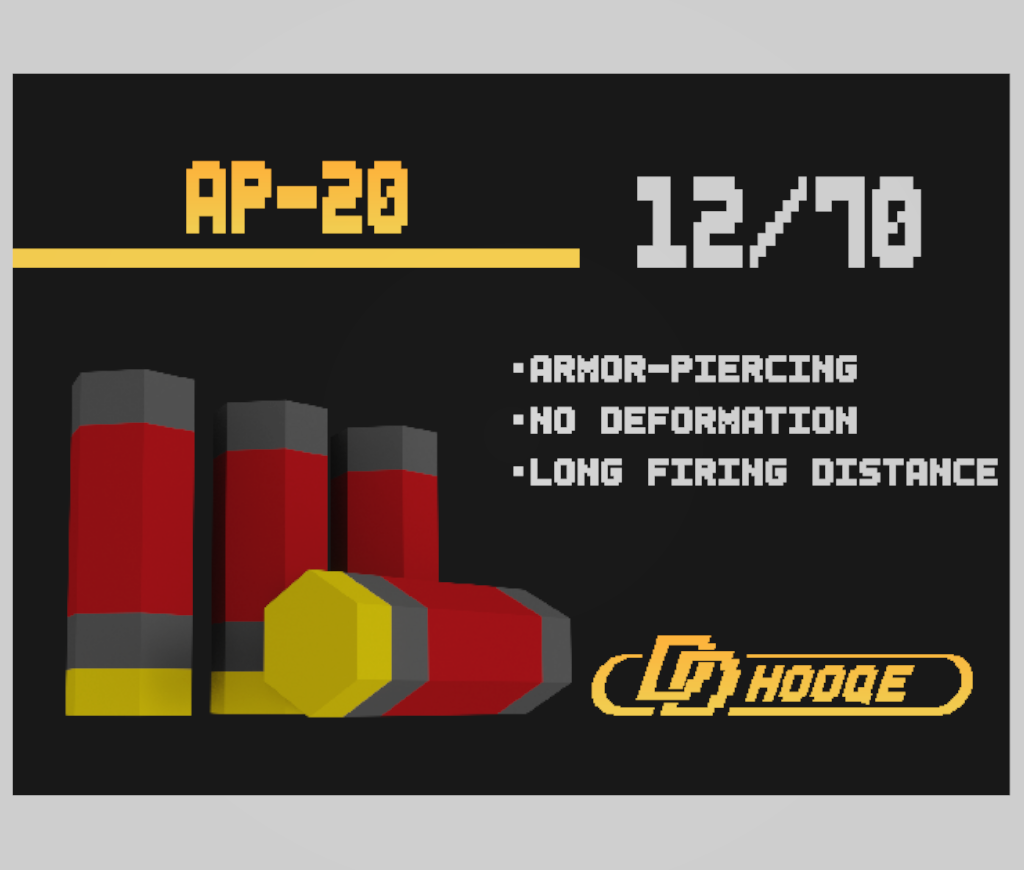 AP-20
12/70
·ARMOR-PIERCING
·NO DEFORMATION
·LONG FIRING DISTANCE
HOOQE